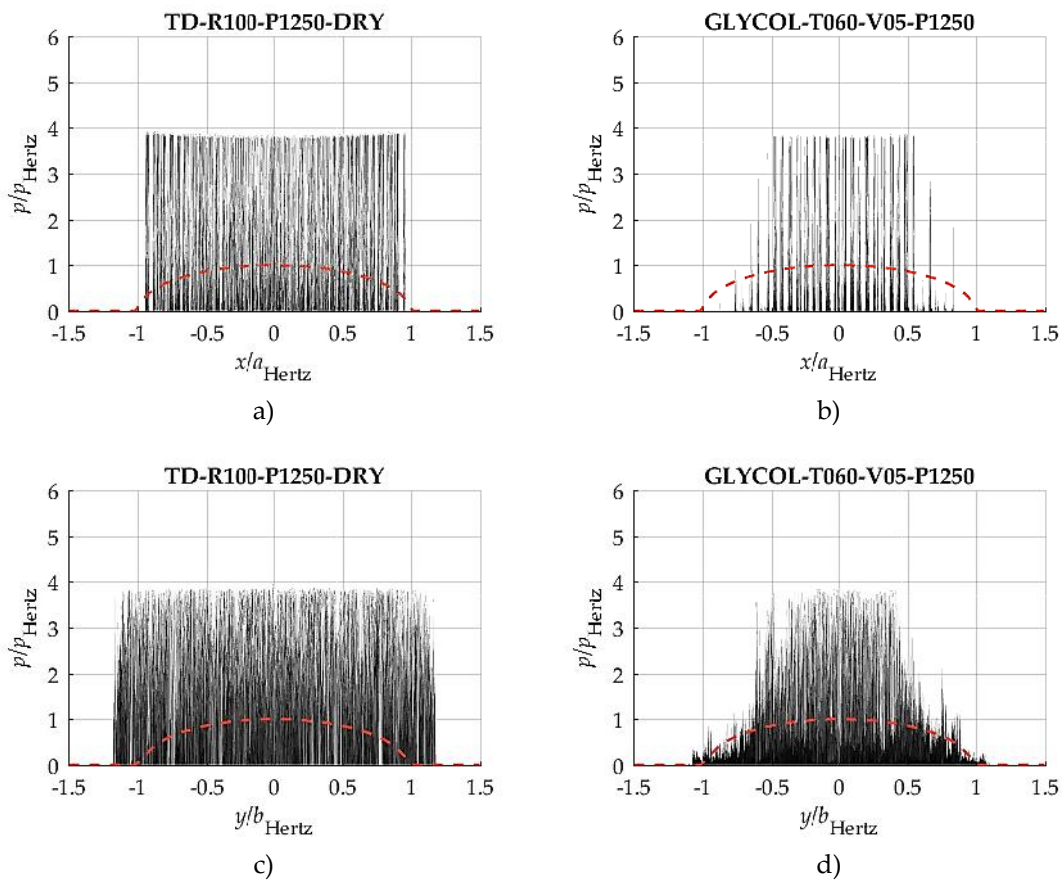 TD-R100-P1250-DRY
GLYCOL-T060-V05-P1250
6
5
4
3
2
1
0
p/pHertz
-1.5 -1 -0.5 0 0.5 1 1.5
x/aHertz
a)
6
5
4
3
2
1
0
p/pHertz
-1.5 -1 -0.5 0 0.5 1 1.5
x/aHertz
b)
TD-R100-P1250-DRY
GLYCOL-T060-V05-P1250
6
5
4
3
2
1
0
p/pHertz
-1.5 -1 -0.5 0 0.5 1 1.5
y/bHertz
c)
6
5
4
3
2
1
0
p/pHertz
-1.5 -1 -0.5 0 0.5 1 1.5
y/bHertz
d)